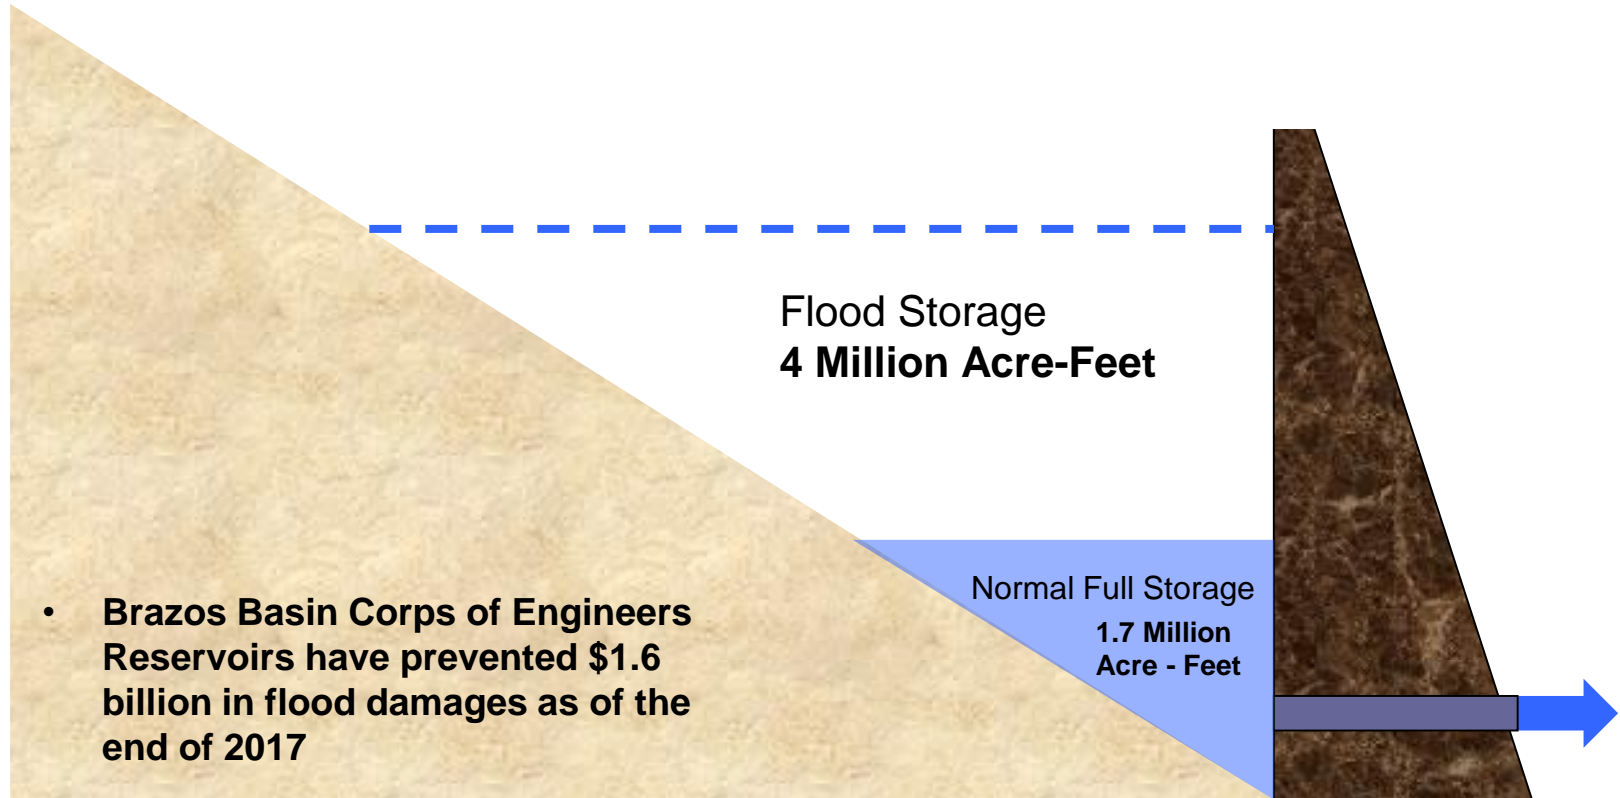 Flood Storage
4 Million Acre-Feet
Normal Full Storage
1.7 Million
Acre - Feet
• Brazos Basin Corps of Engineers
Reservoirs have prevented $1.6
billion in flood damages as of the
end of 2017